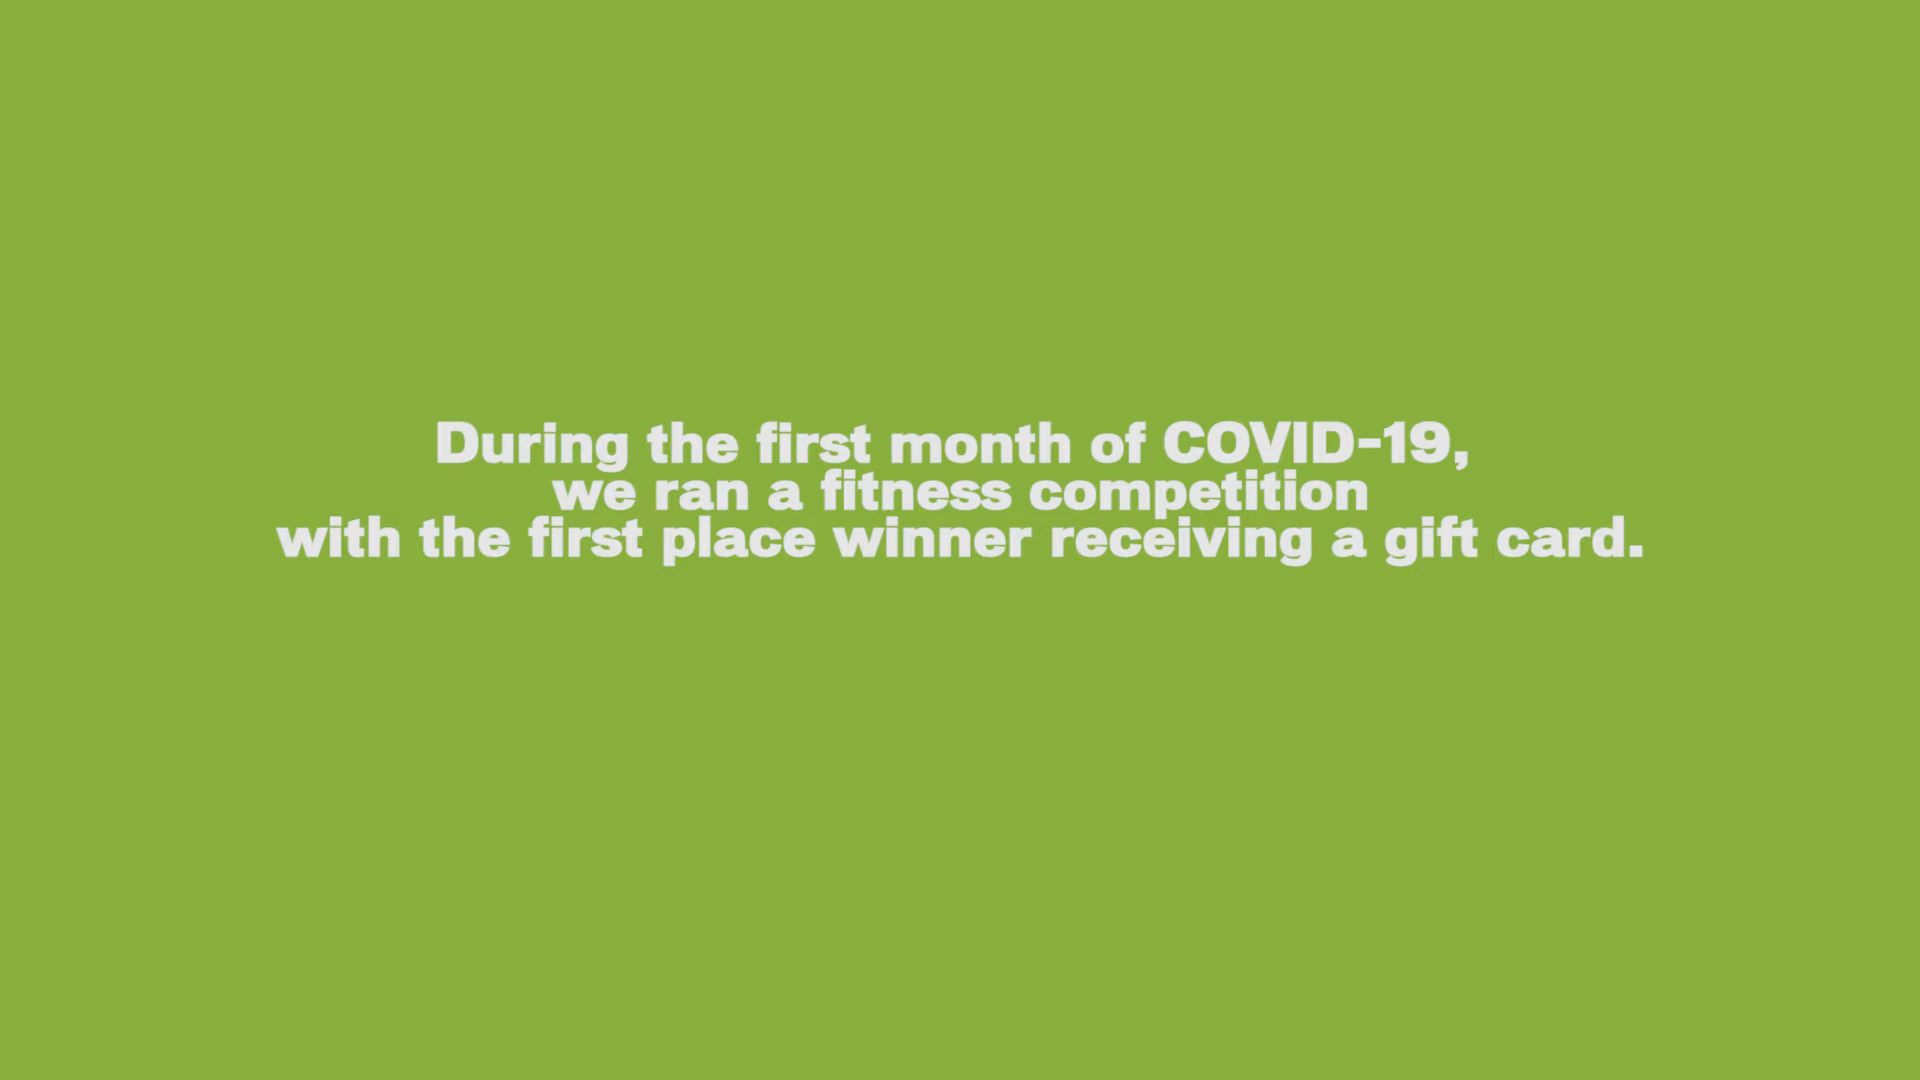 During the first month of COVID-19,
we ran a fitness competition
with the first place winner receiving a gift card.